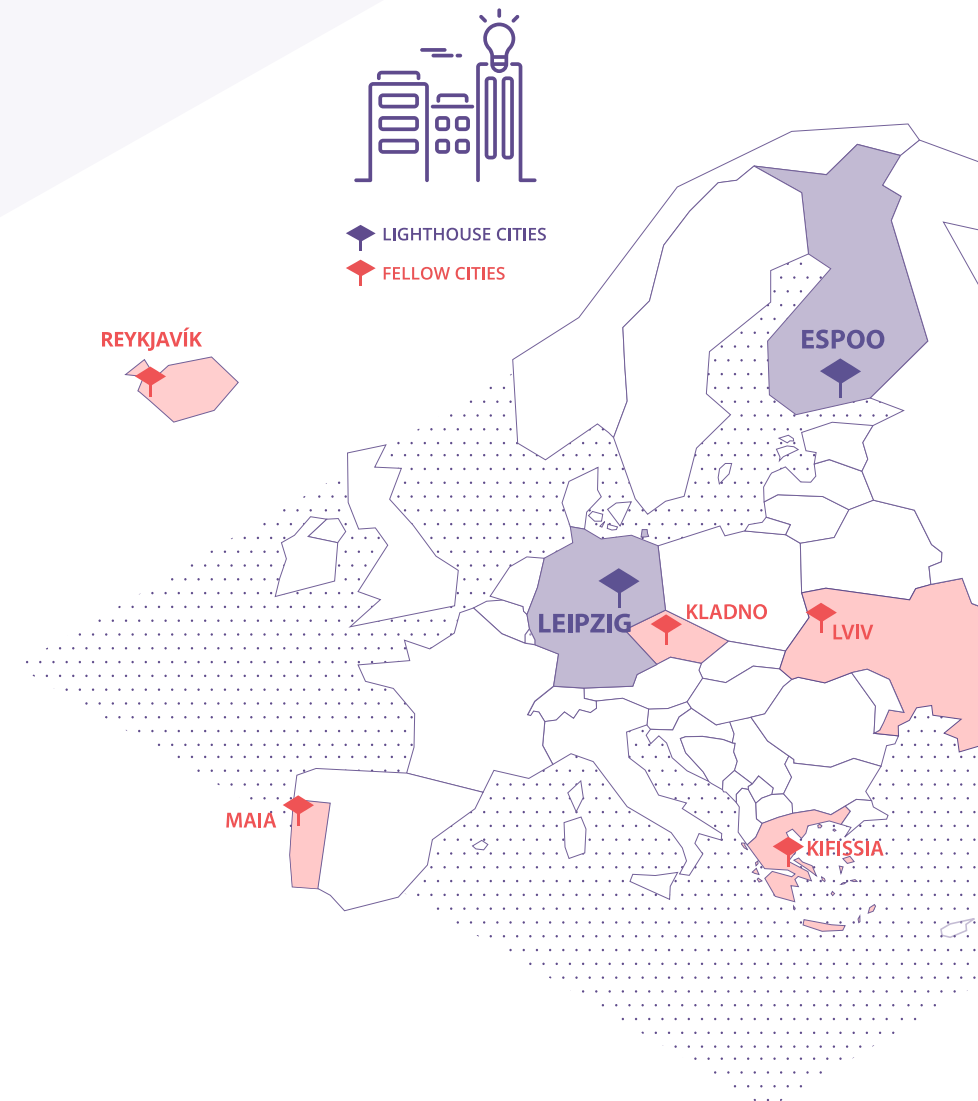 LIGHTHOUSE CITIES
FELLOW CITIES
REYKJAVÍK
ESPOO
KLADNO
LEIPZIG
LVIV
MAIA
KIFISSIA